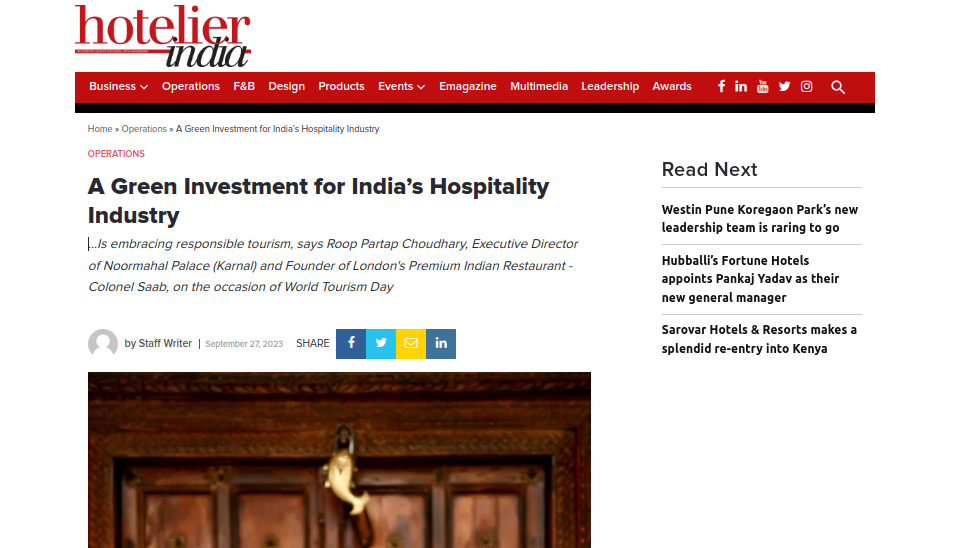 hotelier
india
Business Operations F&B Design Products Events Emagazine Multimedia Leadership Awards
Home » Operations » A Green Investment for India's Hospitality Industry
OPERATIONS
A Green Investment for India's Hospitality
Industry
...Is embracing responsible tourism, says Roop Partap Choudhary, Executive Director
of Noormahal Palace (Karnal) and Founder of London's Premium Indian Restaurant -
Colonel Saab, on the occasion of World Tourism Day
by Staff Writer | September 27, 2023 SHARE
Read Next
Westin Pune Koregaon Park's new
leadership team is raring to go
Hubballi's Fortune Hotels
appoints Pankaj Yadav as their
new general manager
Sarovar Hotels & Resorts makes a
splendid re-entry into Kenya